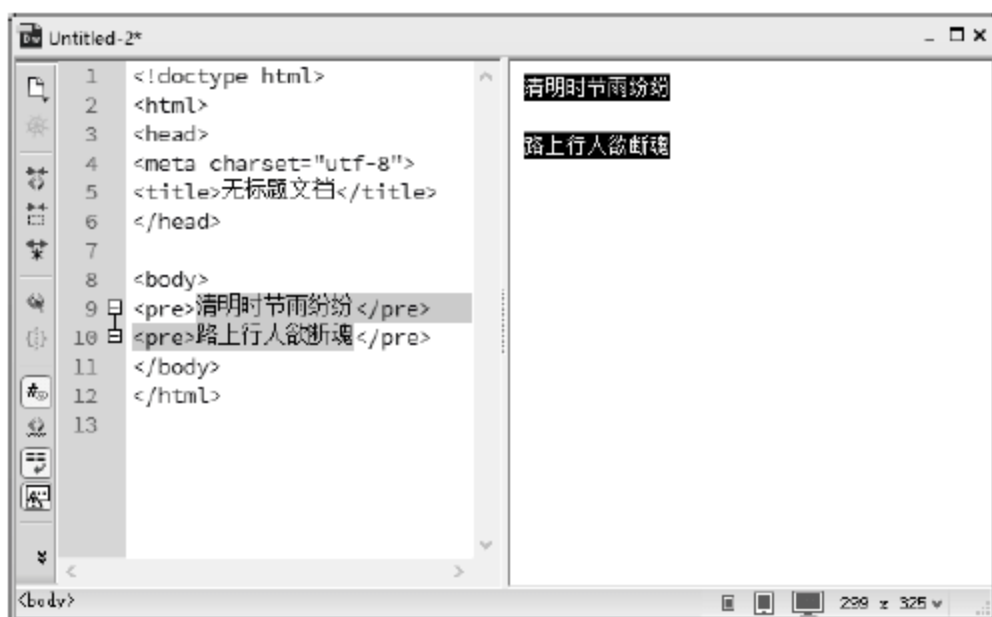 Dw Untitled-2*
1 <!doctype html>
2 <html>
3 <head>
4 <meta charset="utf-8">
5 <title>无标题文档</title>
6 </head>
7
8 <body>
9 <pre>清明时节雨纷纷</pre>
10 <pre>路上行人欲断魂</pre>
11 </body>
12 </html>
13
清明时节雨纷纷
路上行人欲断魂
<body>
299 x 325